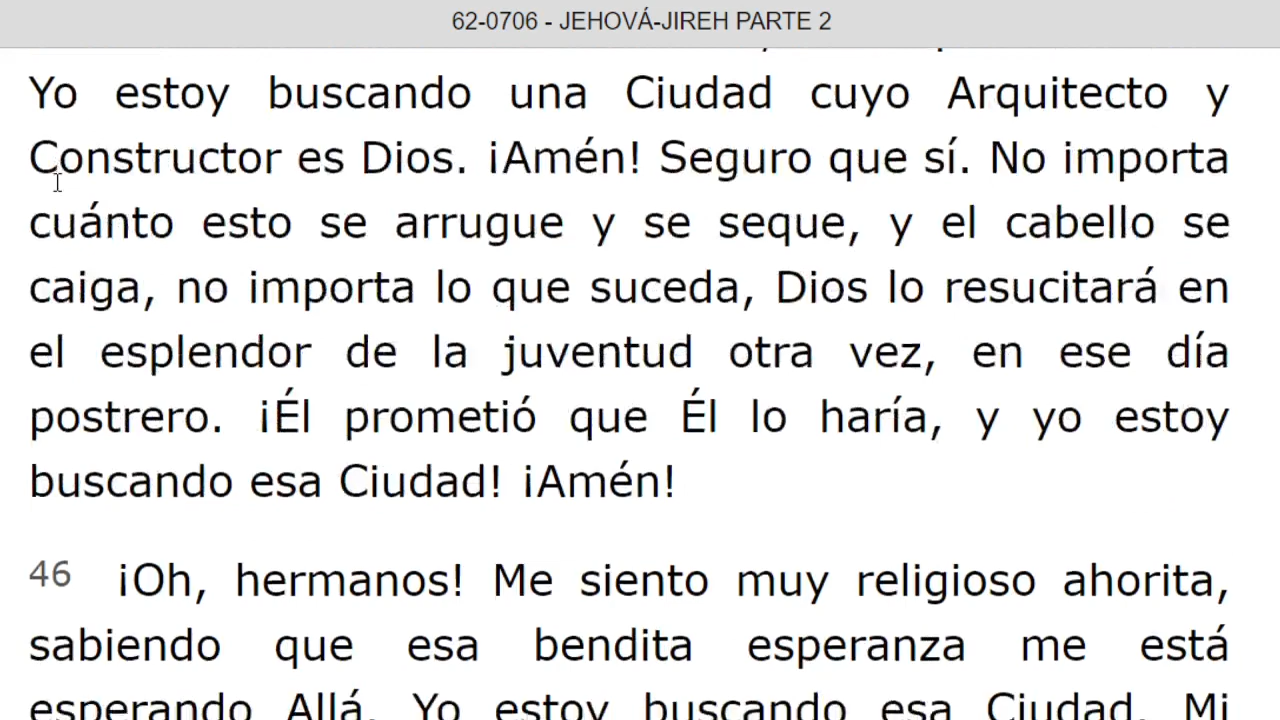 62-0706 - JEHOVÁ-JIREH PARTE 2
Yo estoy buscando una Ciudad cuyo Arquitecto y
Constructor es Dios. ¡Amén! Seguro que sí. No importa
cuánto esto se arrugue y se seque, y el cabello se
caiga, no importa lo que suceda, Dios lo resucitará en
el esplendor de la juventud otra vez, en ese día
postrero. ¡Él prometió que Él lo haría, y yo estoy
buscando esa Ciudad! ¡Amén!
46 ¡Oh, hermanos! Me siento muy religioso ahorita,
sabiendo que esa bendita esperanza me está
esperando Allá. Yo estoy buscando esa Ciudad. Mi